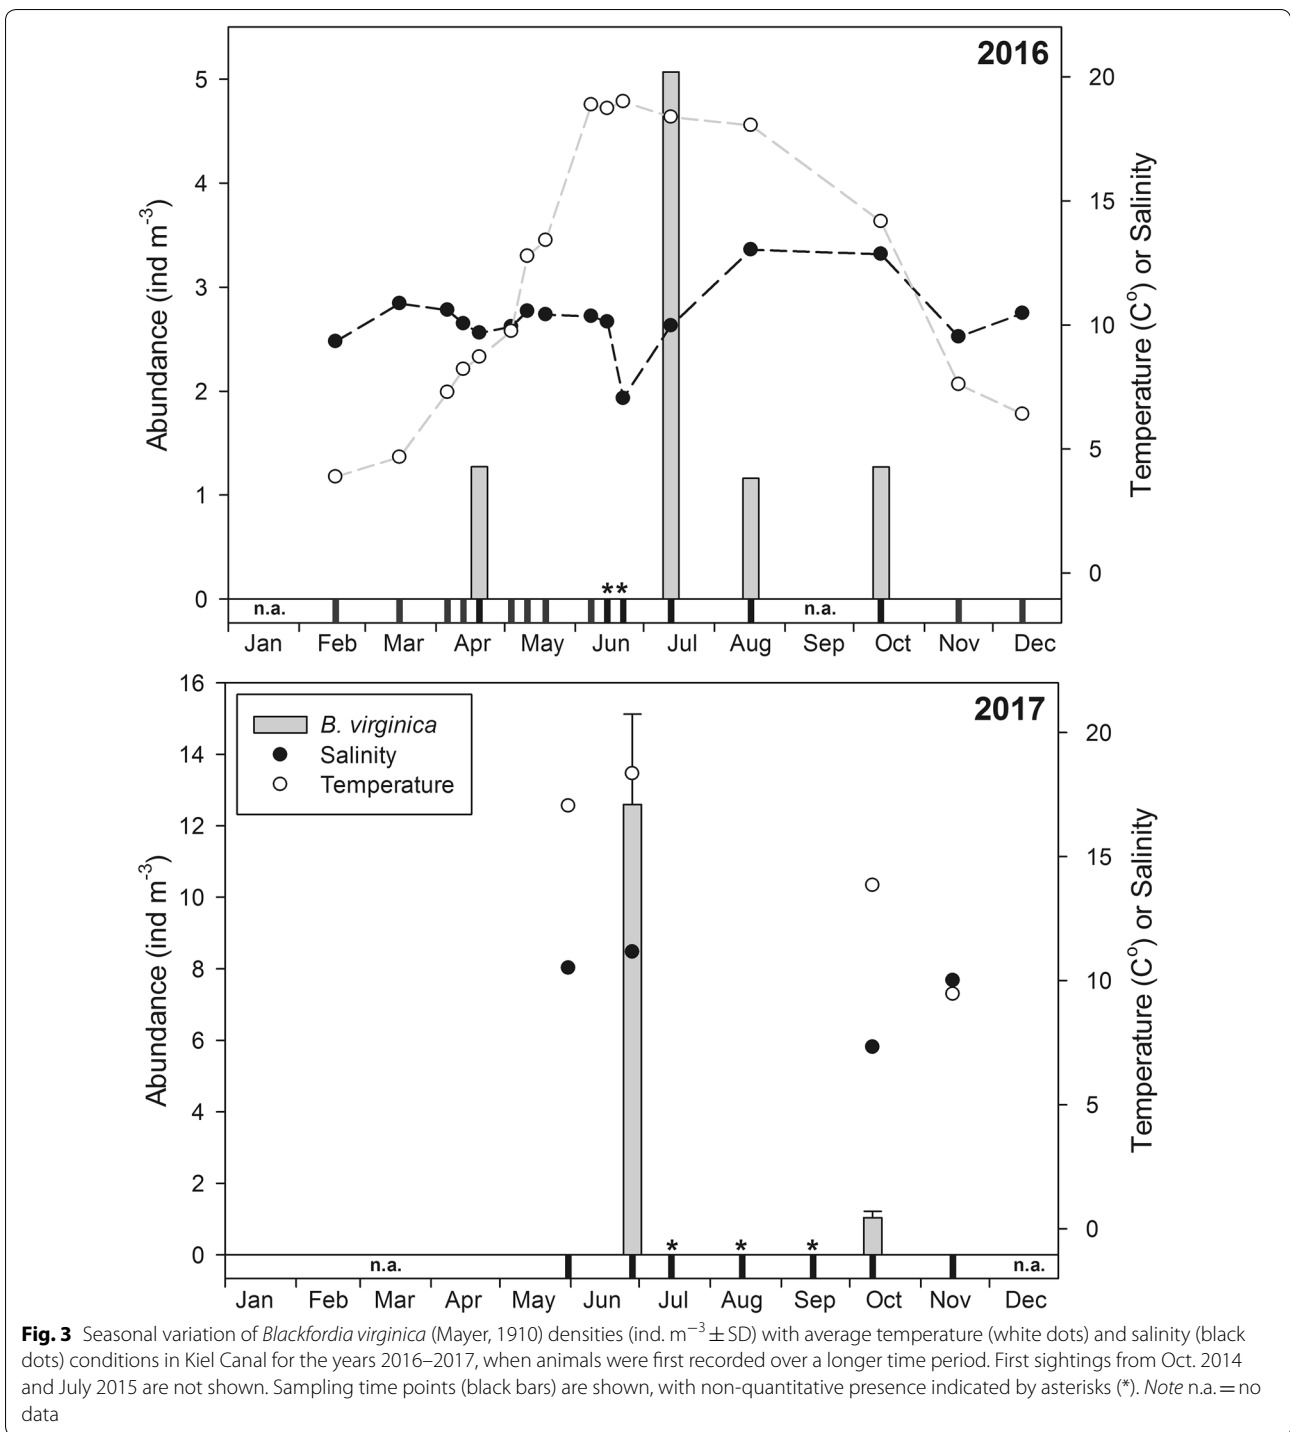 2016
5
4
3
2
1
0
Abundance (ind m⁻³)
20
15
10
5
0
Temperature (Cº) or Salinity
**
n.a. n.a.
Jan Feb Mar Apr May Jun Jul Aug Sep Oct Nov Dec
2017
16
14
12
10
8
6
4
2
0
Abundance (ind m⁻³)
B. virginica
Salinity
Temperature
20
15
10
5
0
Temperature (Cº) or Salinity
* * *
n.a. n.a.
Jan Feb Mar Apr May Jun Jul Aug Sep Oct Nov Dec
Fig. 3 Seasonal variation of Blackfordia virginica (Mayer, 1910) densities (ind. m⁻³ ± SD) with average temperature (white dots) and salinity (black
dots) conditions in Kiel Canal for the years 2016–2017, when animals were first recorded over a longer time period. First sightings from Oct. 2014
and July 2015 are not shown. Sampling time points (black bars) are shown, with non-quantitative presence indicated by asterisks (*). Note n.a. = no
data